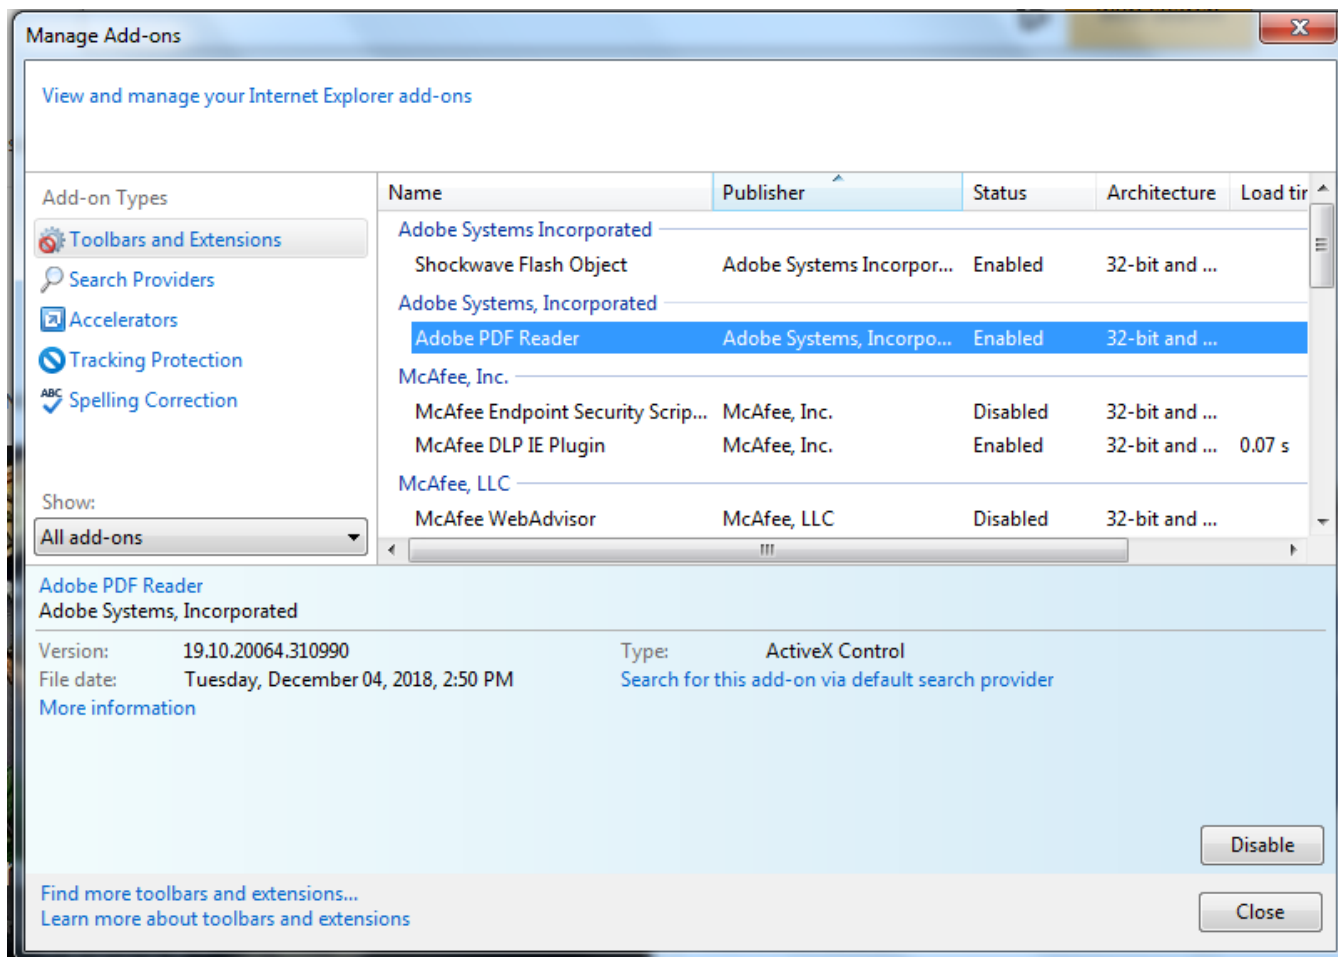 Manage Add-ons
View and manage your Internet Explorer add-ons
Add-on Types
Toolbars and Extensions
Search Providers
Accelerators
Tracking Protection
ABC Spelling Correction
Show:
All add-ons
Name Publisher Status Architecture Load tir
Adobe Systems Incorporated
Shockwave Flash Object Adobe Systems Incorpor... Enabled 32-bit and ...
Adobe Systems, Incorporated
Adobe PDF Reader Adobe Systems, Incorpo... Enabled 32-bit and ...
McAfee, Inc.
McAfee Endpoint Security Scrip... McAfee, Inc. Disabled 32-bit and ...
McAfee DLP IE Plugin McAfee, Inc. Enabled 32-bit and ... 0.07 s
McAfee, LLC
McAfee WebAdvisor McAfee, LLC Disabled 32-bit and ...
Adobe PDF Reader
Adobe Systems, Incorporated
Version: 19.10.20064.310990 Type: ActiveX Control
File date: Tuesday, December 04, 2018, 2:50 PM Search for this add-on via default search provider
More information
Disable
Find more toolbars and extensions...
Learn more about toolbars and extensions
Close